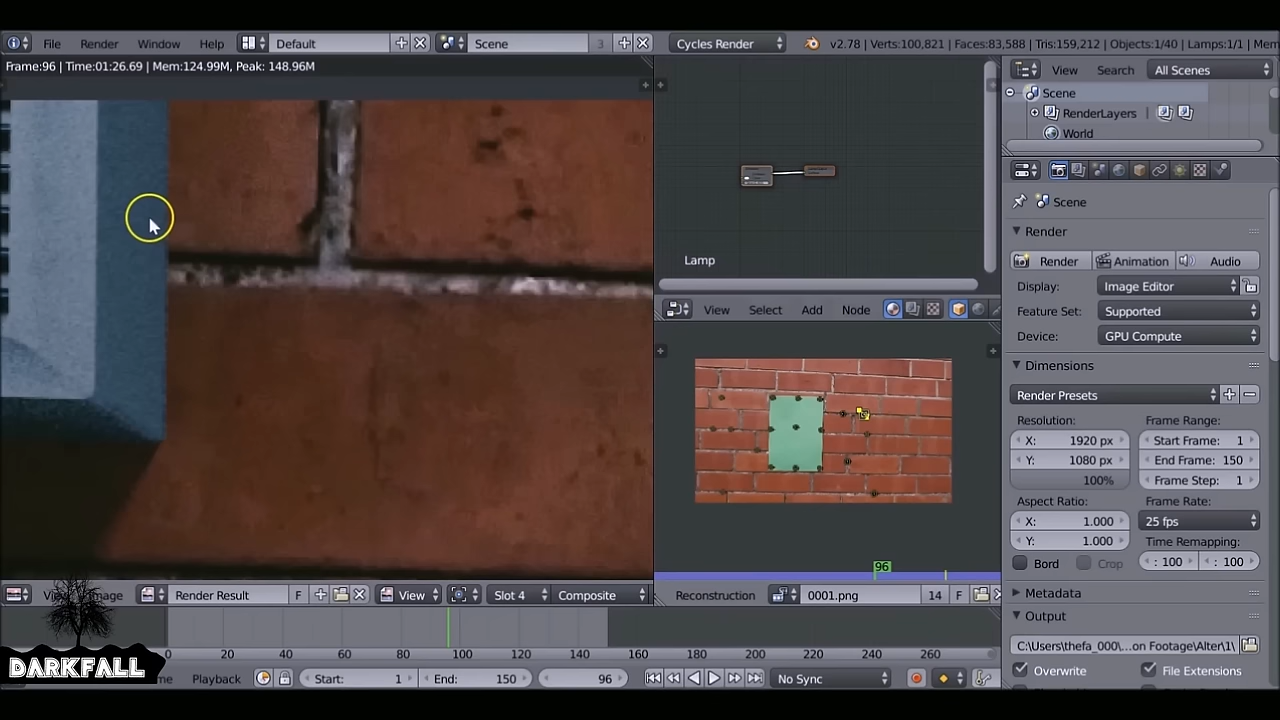 File Render Window Help Default Scene 3 Cycles Render v2.78 | Verts:100,821 | Faces:83,588 | Tris:159,212 | Objects:1/40 | Lamps:1/1 |
Frame:96 | Time:01:26.69 | Mem:124.99M, Peak: 148.96M
View Search All Scenes
Scene
RenderLayers
World
Scene
Render
Render Animation Audio
Display: Image Editor
Feature Set: Supported
Device: GPU Compute
Lamp
View Select Add Node
Dimensions
Render Presets
Resolution: Frame Range:
X: 1920 px Start Frame: 1
Y: 1080 px End Frame: 150
100% Frame Step: 1
Aspect Ratio: Frame Rate:
X: 1.000 25 fps
Y: 1.000 Time Remapping:
Bord Crop : 100 : 100
96
Image Render Result F View Slot 4 Composite Reconstruction 0001.png 14 F
Metadata
Output
C:\Users\thefa_000\...on Footage\Alter\1\
Overwrite File Extensions
0 20 40 60 80 100 120 140 160 180 200 220 240 260
DARKFALL
Playback Start: 1 End: 150 96 No Sync